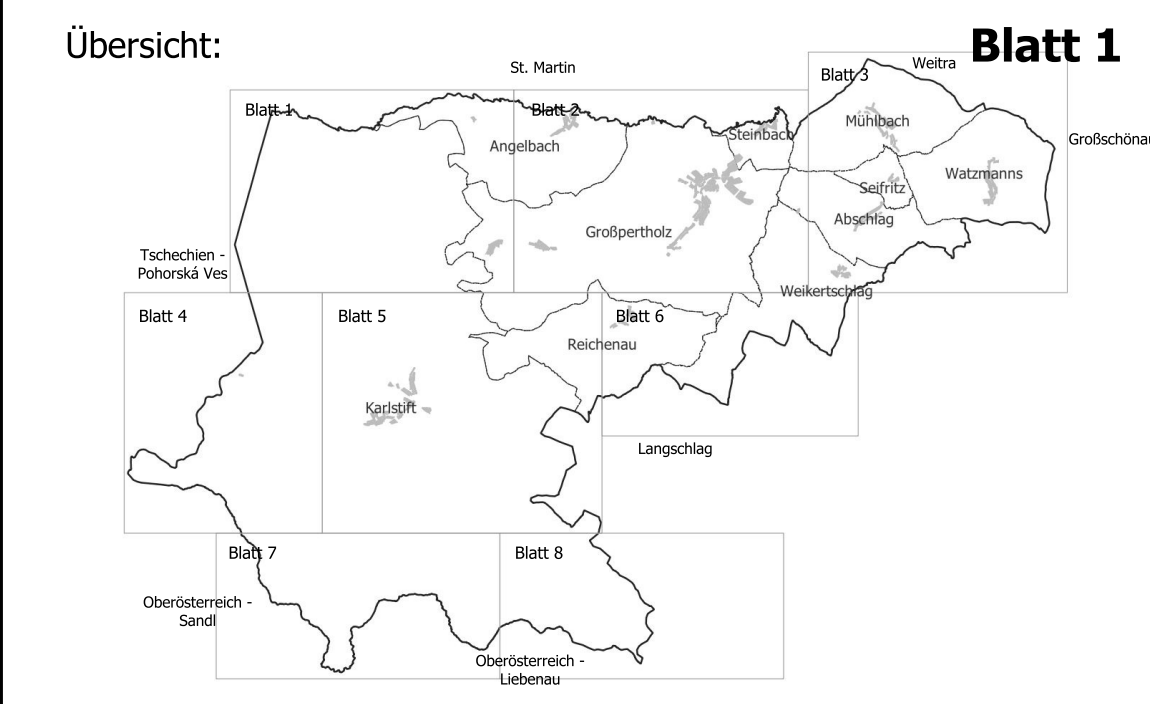 Übersicht:
Blatt 1
St. Martin
Weitra
Blatt 3
Blatt 1
Blatt 2
Mühlbach
Steinbach
Großschönau
Angelbach
Watzmanns
Seifritz
Abschlag
Großpertholz
Tschechien -
Pohorská Ves
Weikertschlag
Blatt 4
Blatt 5
Blatt 6
Reichenau
Karlstift
Langschlag
Blatt 7
Blatt 8
Oberösterreich -
Sandl
Oberösterreich -
Liebenau